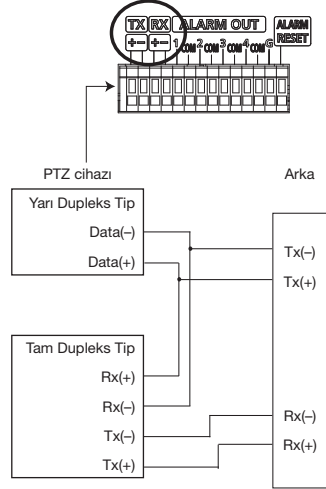 TX RX ALARM OUT ALARM RESET
+ − + − 1 COM 2 COM 3 COM 4 COM G
PTZ cihazı
Arka
Yarı Dupleks Tip
Data(–)
Data(+)
Tx(–)
Tx(+)
Tam Dupleks Tip
Rx(+)
Rx(–)
Tx(–)
Tx(+)
Rx(–)
Rx(+)